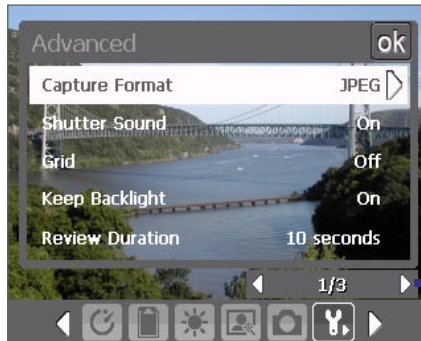 Advanced
ok
Capture Format JPEG
Shutter Sound On
Grid Off
Keep Backlight On
Review Duration 10 seconds
1/3